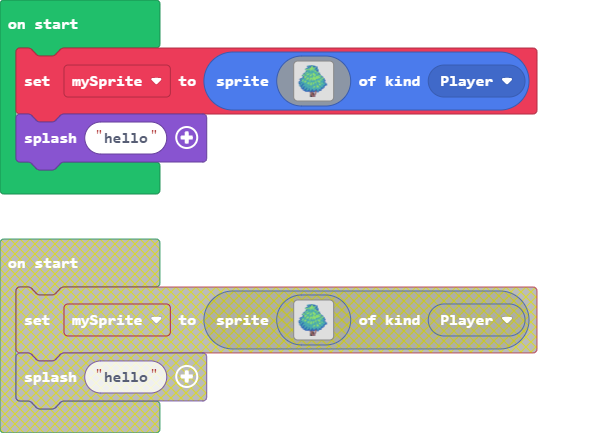 on start
set mySprite to sprite of kind Player
splash "hello"
on start
set mySprite to sprite of kind Player
splash "hello"